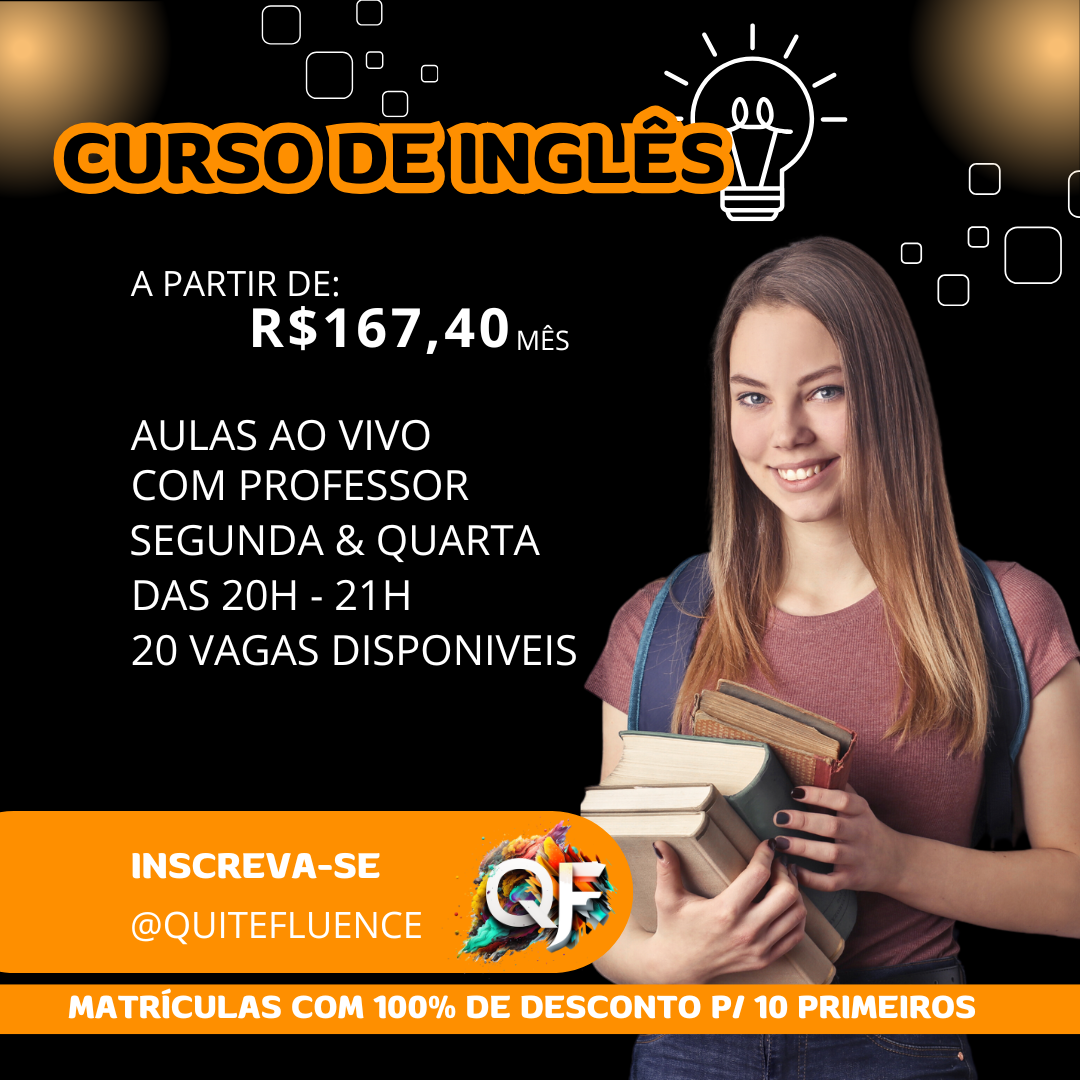 CURSO DE INGLÊS
A PARTIR DE:
R$167,40 MÊS
AULAS AO VIVO
COM PROFESSOR
SEGUNDA & QUARTA
DAS 20H - 21H
20 VAGAS DISPONIVEIS
INSCREVA-SE
@QUITEFLUENCE
QF
MATRÍCULAS COM 100% DE DESCONTO P/ 10 PRIMEIROS